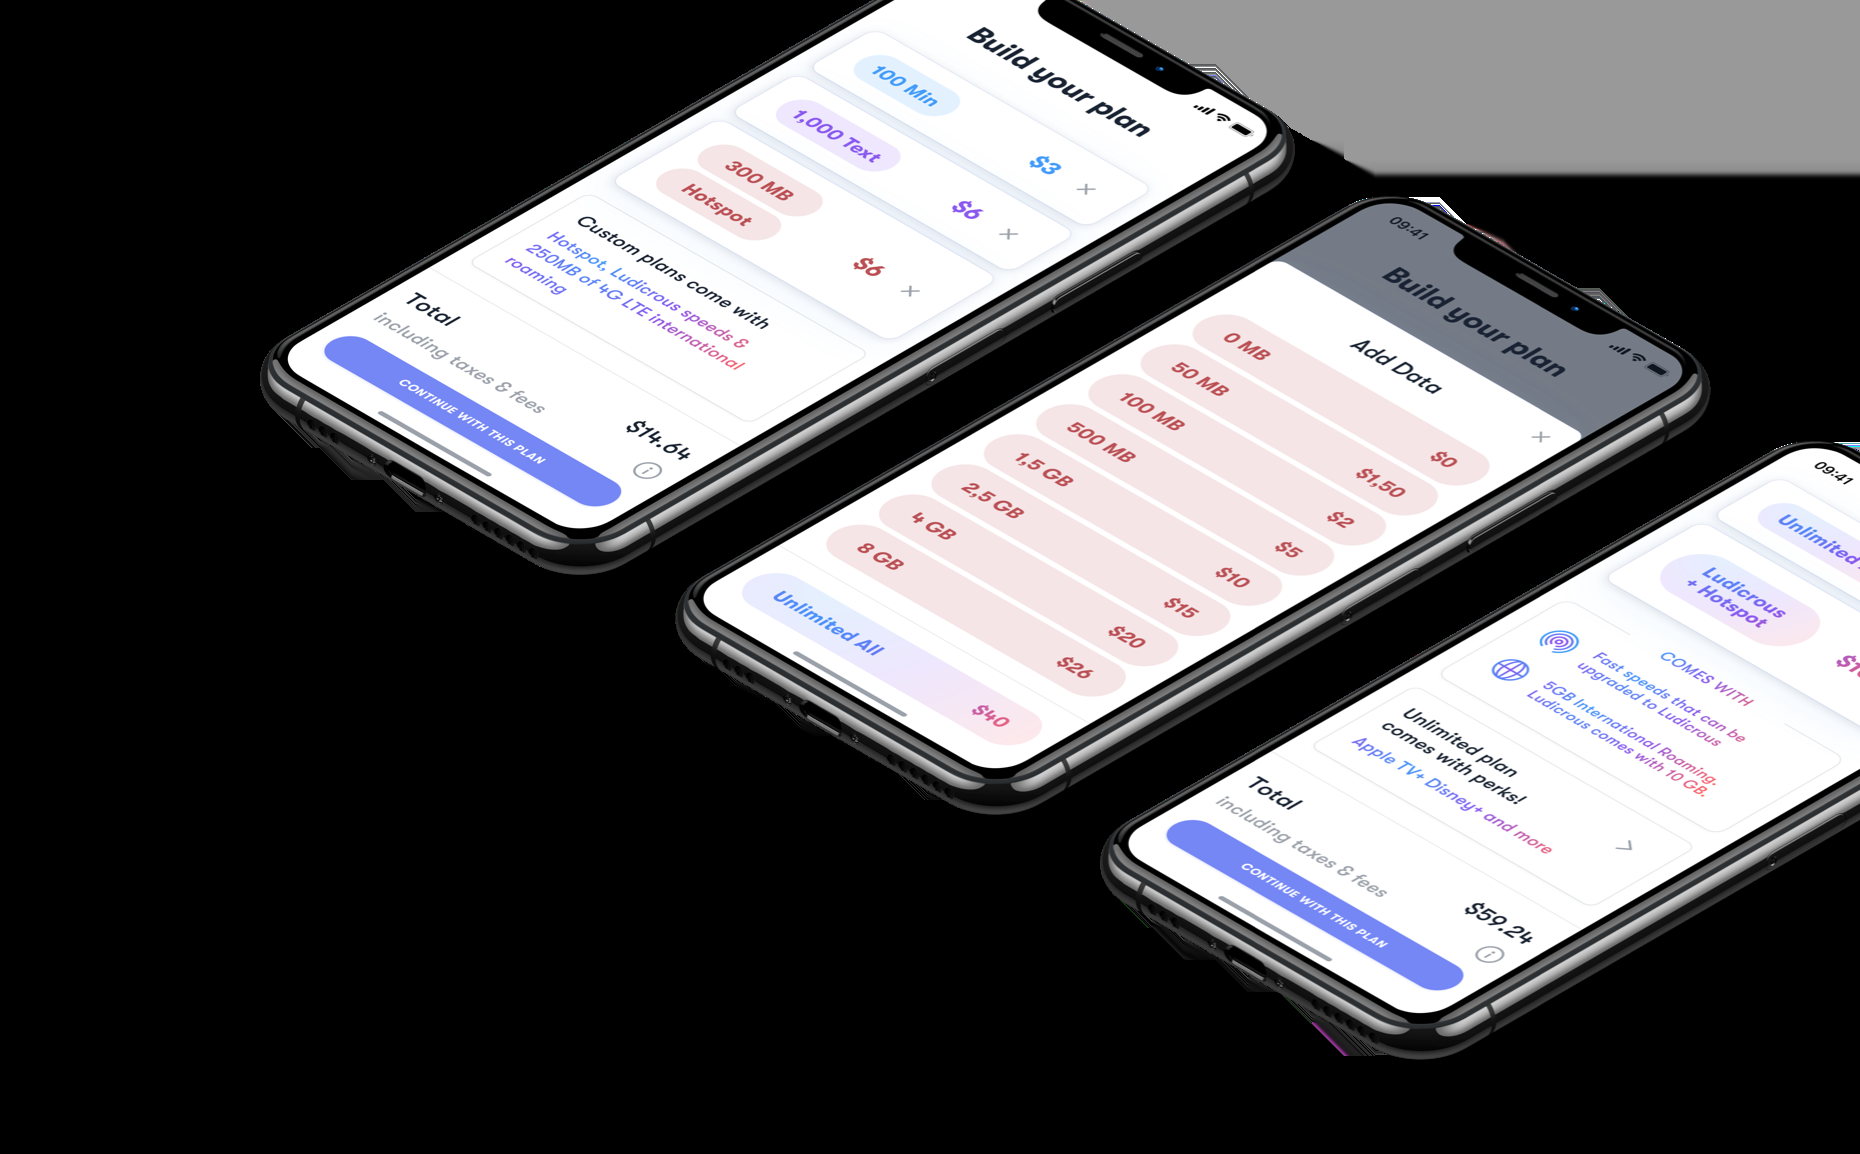 Build your plan
100 Min
$3
1,000 Text
$6
300 MB
Hotspot
$6
Custom plans come with
Hotspot, Ludicrous speeds &
250MB of 4G LTE international
roaming
Total
including taxes & fees
$14.64
CONTINUE WITH THIS PLAN
09:41
Build your plan
Add Data
0 MB
$0
50 MB
$1,50
100 MB
$2
500 MB
$5
1,5 GB
$10
2,5 GB
$15
4 GB
$20
8 GB
$26
Unlimited All
$40
09:41
Unlimited
Ludicrous
+ Hotspot
COMES WITH
Fast speeds that can be
upgraded to Ludicrous
5GB International Roaming.
Ludicrous comes with 10 GB.
Unlimited plan
comes with perks!
Apple TV+ Disney+ and more
Total
including taxes & fees
$59.24
CONTINUE WITH THIS PLAN